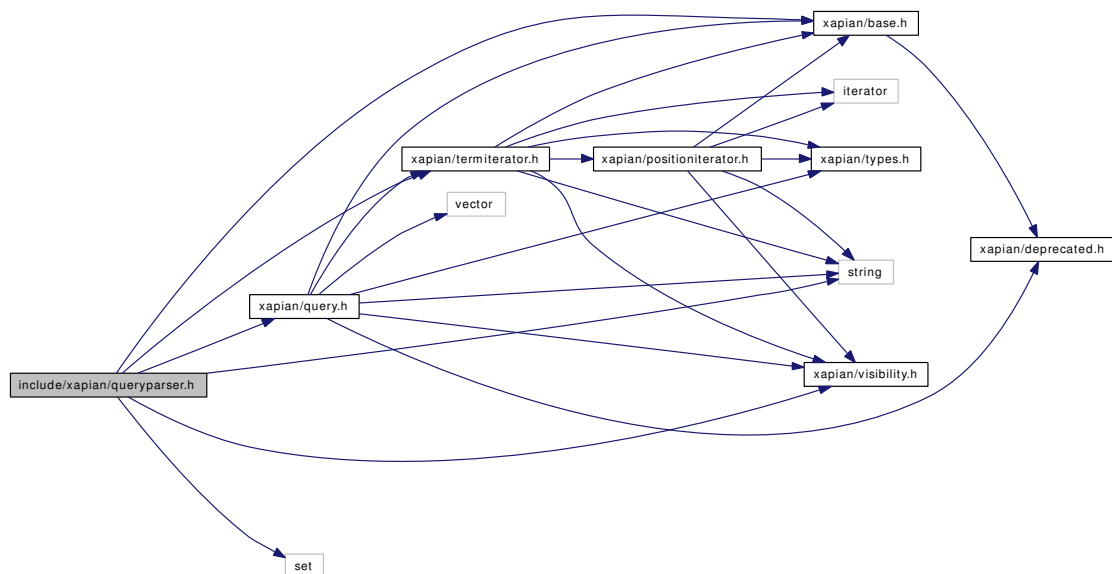 xapian/base.h
iterator
xapian/termiterator.h
xapian/positioniterator.h
xapian/types.h
vector
xapian/deprecated.h
string
xapian/query.h
xapian/visibility.h
include/xapian/queryparser.h
set